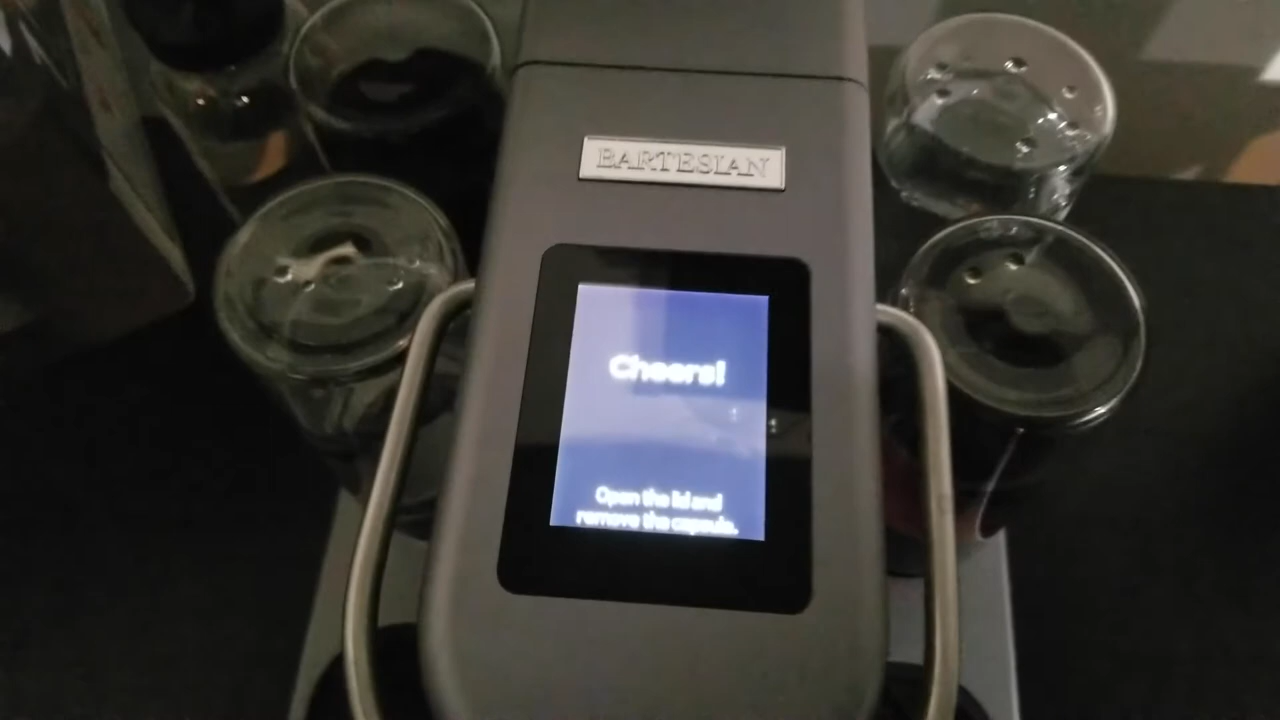 BARTESIAN
Cheers!
Open the lid and
remove the capsule.